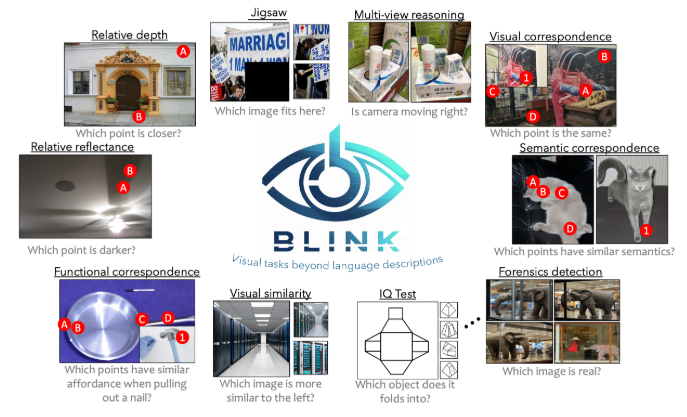 Jigsaw
Multi-view reasoning
Relative depth
Visual correspondence
A
B
MARRIAG
1 MAN 1 WOM
1
B
C
A
D
Which image fits here?
Is camera moving right?
Which point is closer?
Which point is the same?
Relative reflectance
Semantic correspondence
B
A
A
B
C
D
1
BLINK
Visual tasks beyond language descriptions
Which point is darker?
Which points have similar semantics?
Functional correspondence
Visual similarity
IQ Test
Forensics detection
A
B
C
D
1
Which points have similar
affordance when pulling
out a nail?
Which image is more
similar to the left?
Which object does it
folds into?
Which image is real?